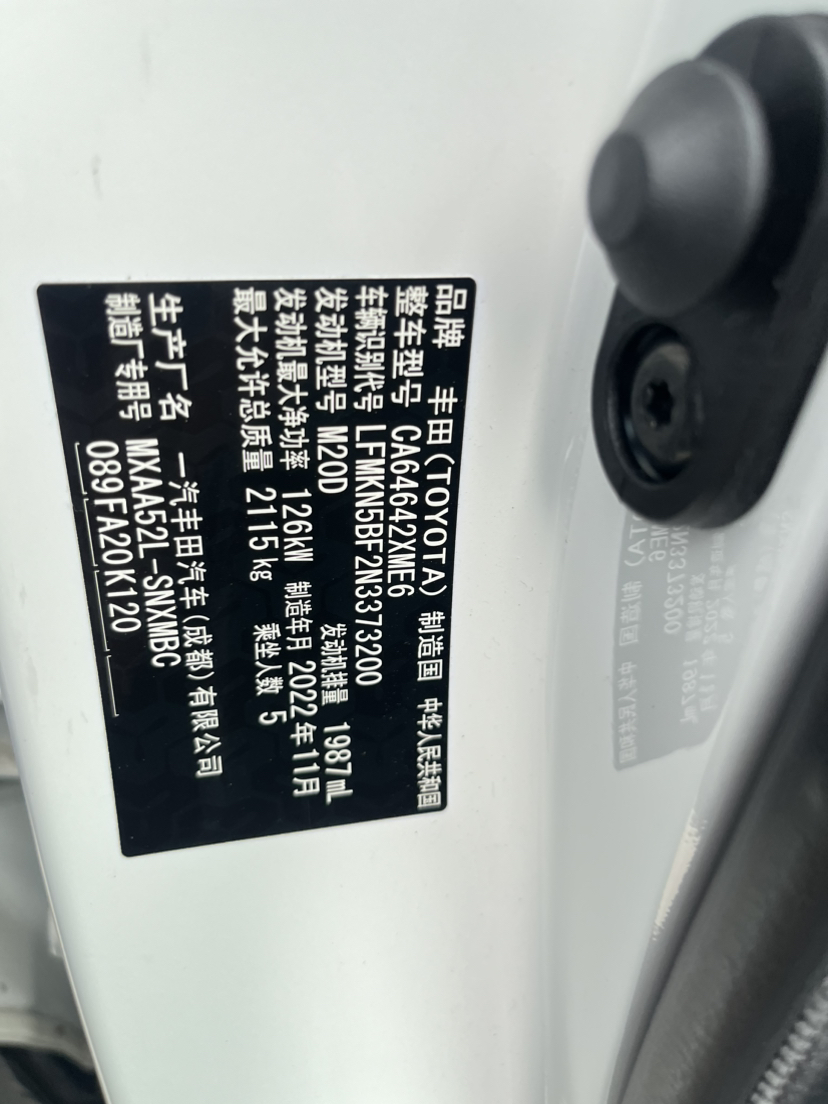 品牌 丰田(TOYOTA) 制造国 中华人民共和国
整车型号 CA64642XME6
车辆识别代号 LFMKN5BF2N3373200
发动机型号 M20D 发动机排量 1987mL
发动机最大净功率 126kW 制造年月 2022年11月
最大允许总质量 2115kg 乘坐人数 5
生产厂名 一汽丰田汽车(成都)有限公司
制造厂专用号 MXAA52L-SNXMBC
089FA20K120